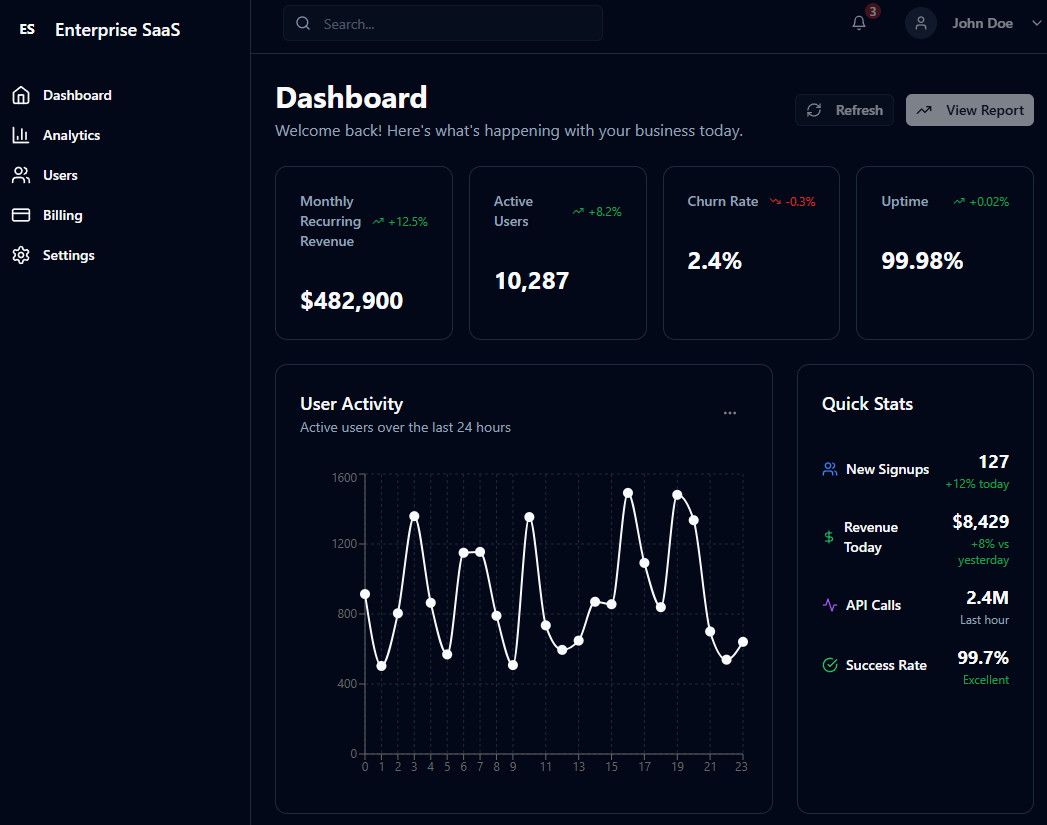 ES Enterprise SaaS
Search...
3
John Doe
Dashboard
Analytics
Users
Billing
Settings
Dashboard
Welcome back! Here's what's happening with your business today.
Refresh
View Report
Monthly
Recurring
Revenue
+12.5%
$482,900
Active
Users
+8.2%
10,287
Churn Rate
-0.3%
2.4%
Uptime
+0.02%
99.98%
User Activity
Active users over the last 24 hours
...
1600
1200
800
400
0
0 1 2 3 4 5 6 7 8 9 11 13 15 17 19 21 23
Quick Stats
New Signups
127
+12% today
Revenue
Today
$8,429
+8% vs
yesterday
API Calls
2.4M
Last hour
Success Rate
99.7%
Excellent